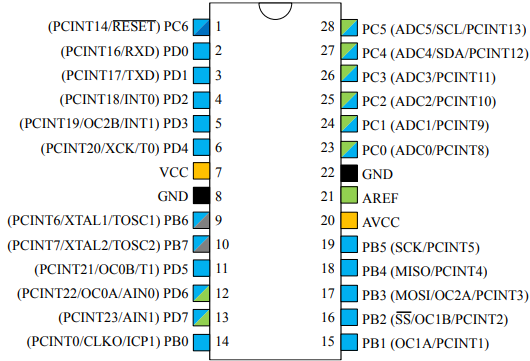 (PCINT14/RESET) PC6 1 28 PC5 (ADC5/SCL/PCINT13)
(PCINT16/RXD) PD0 2 27 PC4 (ADC4/SDA/PCINT12)
(PCINT17/TXD) PD1 3 26 PC3 (ADC3/PCINT11)
(PCINT18/INT0) PD2 4 25 PC2 (ADC2/PCINT10)
(PCINT19/OC2B/INT1) PD3 5 24 PC1 (ADC1/PCINT9)
(PCINT20/XCK/T0) PD4 6 23 PC0 (ADC0/PCINT8)
VCC 7 22 GND
GND 8 21 AREF
(PCINT6/XTAL1/TOSC1) PB6 9 20 AVCC
(PCINT7/XTAL2/TOSC2) PB7 10 19 PB5 (SCK/PCINT5)
(PCINT21/OC0B/T1) PD5 11 18 PB4 (MISO/PCINT4)
(PCINT22/OC0A/AIN0) PD6 12 17 PB3 (MOSI/OC2A/PCINT3)
(PCINT23/AIN1) PD7 13 16 PB2 (SS/OC1B/PCINT2)
(PCINT0/CLKO/ICP1) PB0 14 15 PB1 (OC1A/PCINT1)